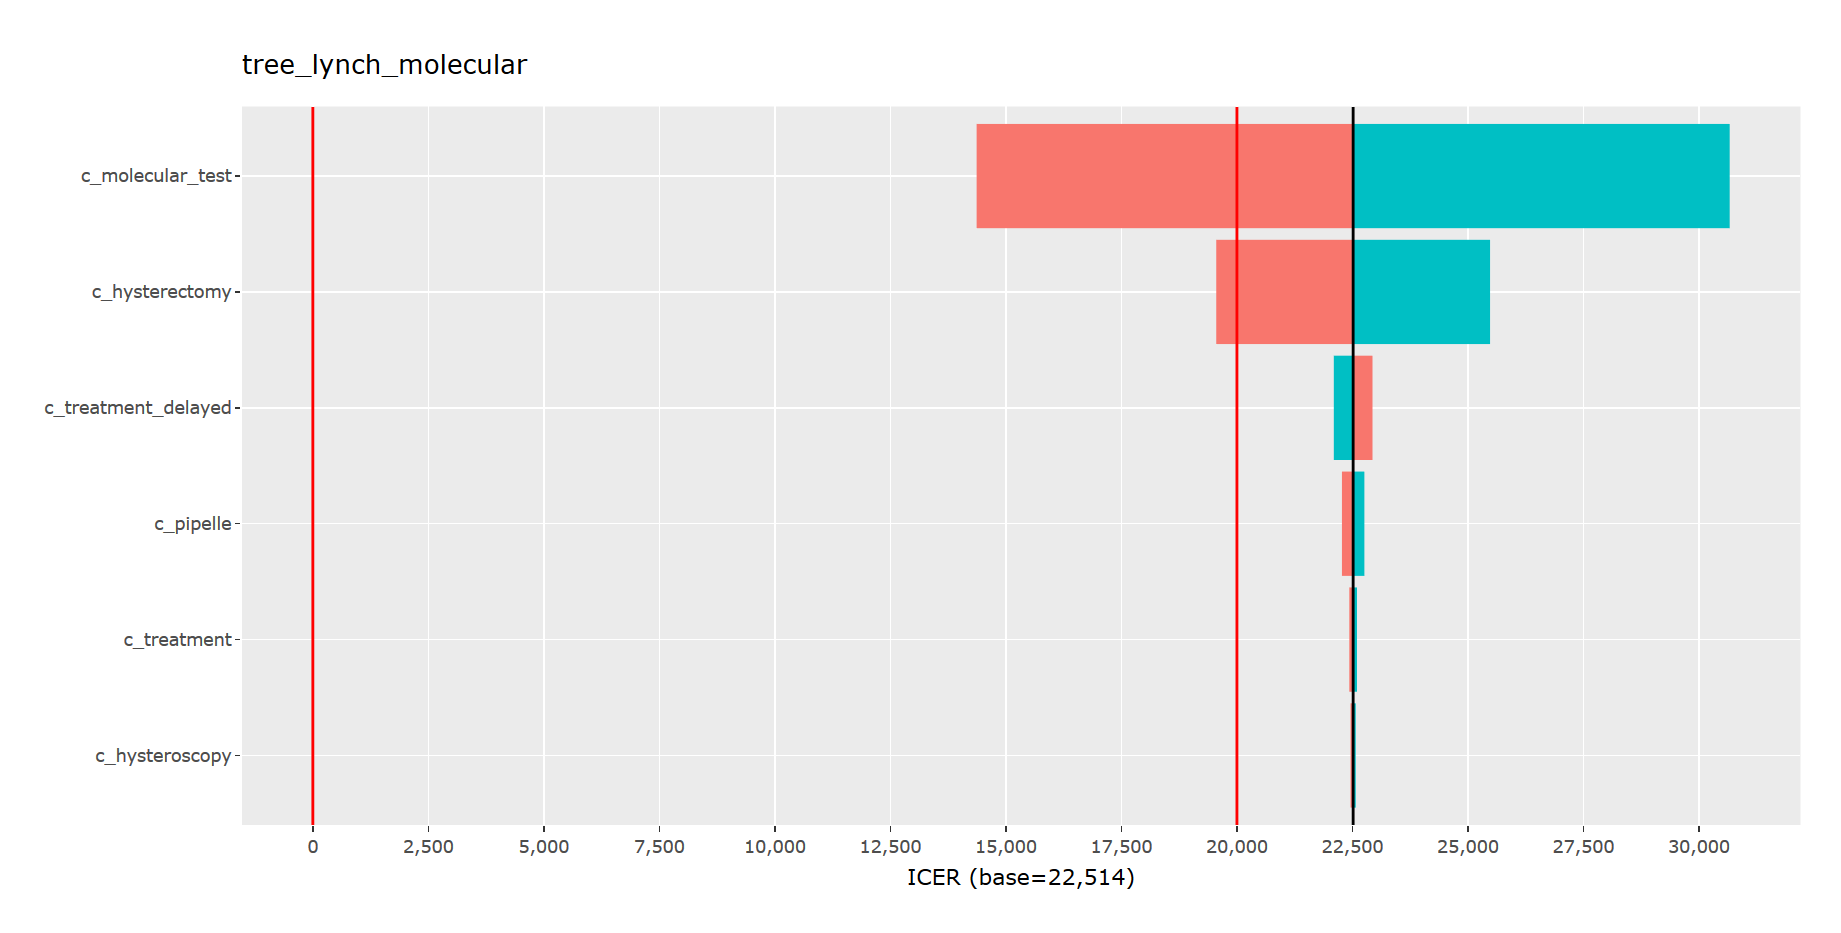 tree_lynch_molecular
c_molecular_test
c_hysterectomy
c_treatment_delayed
c_pipelle
c_treatment
c_hysteroscopy
0 2,500 5,000 7,500 10,000 12,500 15,000 17,500 20,000 22,500 25,000 27,500 30,000
ICER (base=22,514)